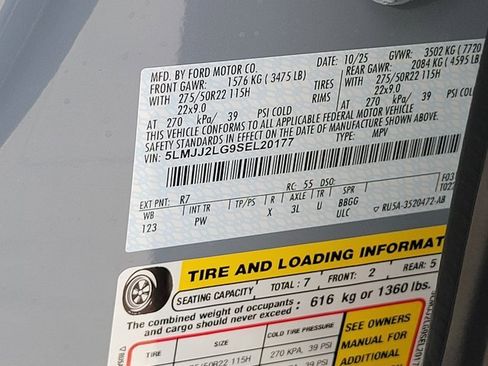 MFD. BY FORD MOTOR CO.
DATE: 10/25 GVWR: 3502 KG (7720
FRONT GAWR: 1576 KG (3475 LB) REAR GAWR: 2084 KG (4595 LB)
WITH 275/50R22 115H TIRES WITH 275/50R22 115H
22x9.0 RIMS 22x9.0
AT 270 kPa/ 39 PSI COLD AT 270 kPa/ 39 PSI COLD
THIS VEHICLE CONFORMS TO ALL APPLICABLE FEDERAL MOTOR VEHICLE
SAFETY STANDARDS IN EFFECT ON THE DATE OF MANUFACTURE SHOWN ABOVE
VIN: 5LMJJ2LG9SEL20177 TYPE: MPV
F03
EXT PNT: R7 RC: 55 DSO:
WB INT TR TP/PS R AXLE TR SPR
123 PW X 3L U BBGG
ULC
RU5A-3520472-AB
TIRE AND LOADING INFORMAT
SEATING CAPACITY TOTAL: 7 FRONT: 2 REAR: 5
The combined weight of occupants and cargo should never exceed: 616 kg or 1360 lbs.
TIRE SIZE COLD TIRE PRESSURE
50R22 115H 270 KPA, 39 PSI
SEE OWNERS
MANUAL FOR
ADDITIONAL